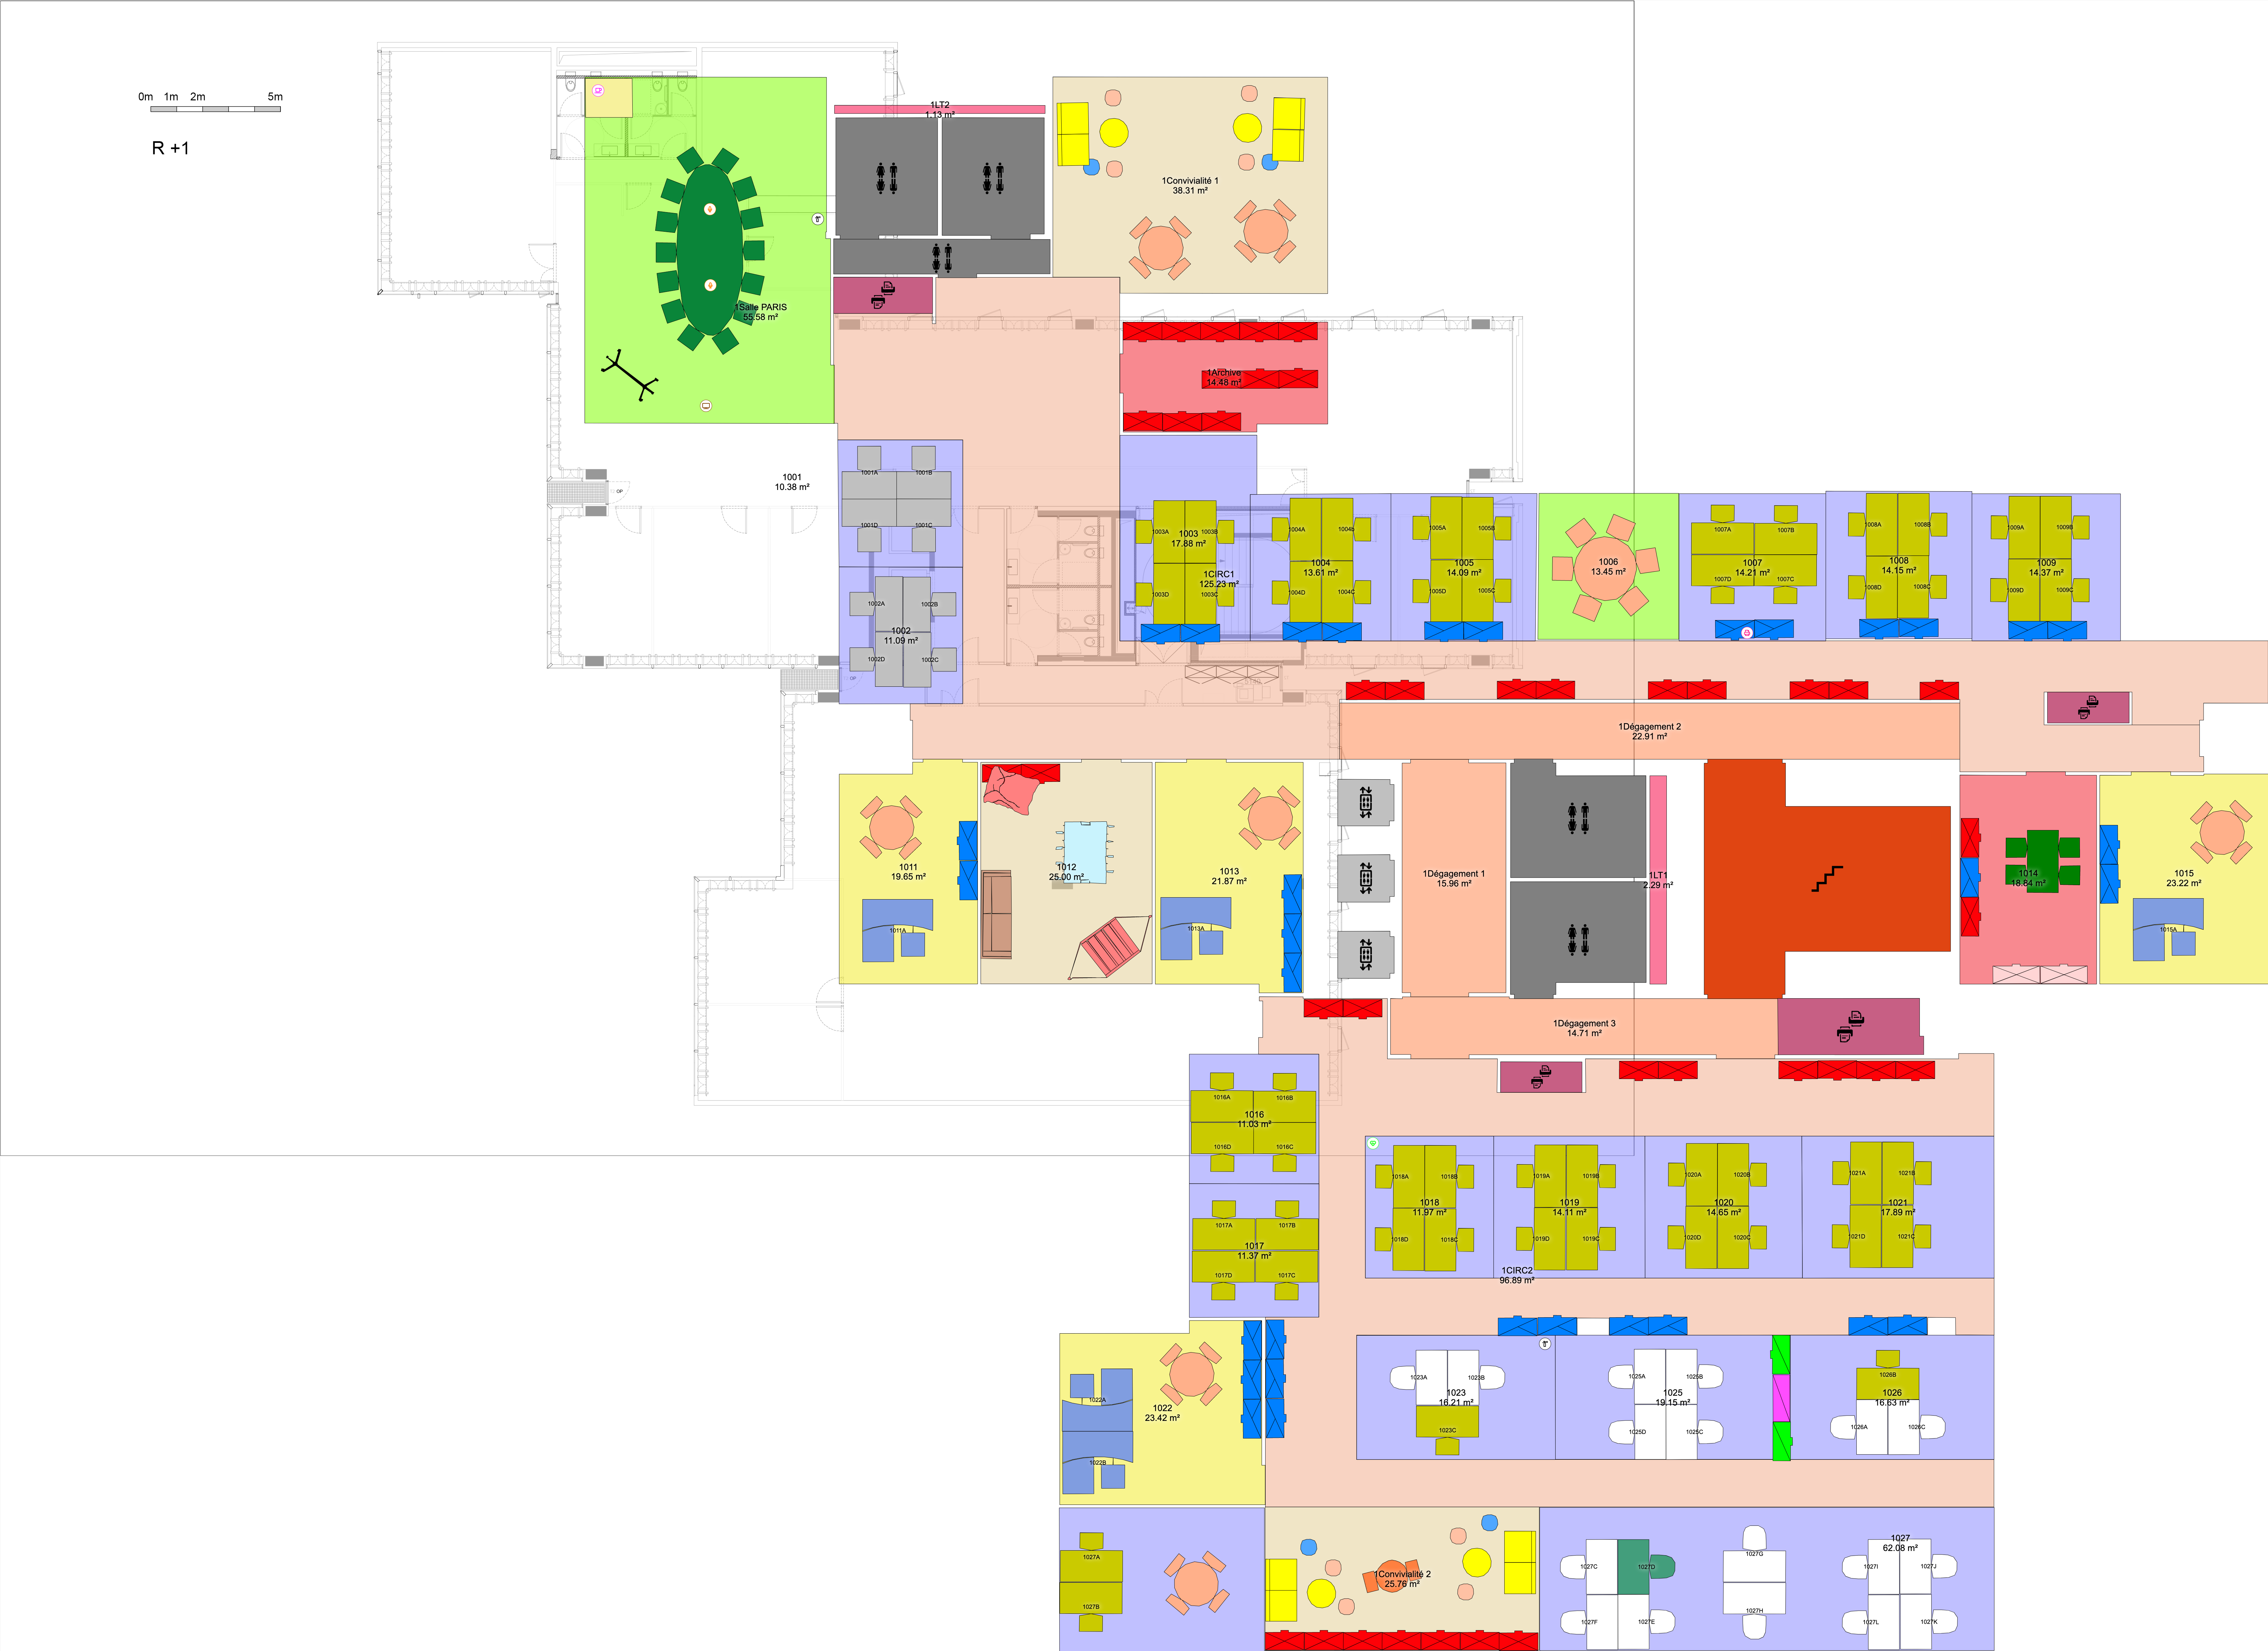 0m 1m 2m 5m
R +1
1LT2
1.13 m²
1Convivialité 1
38.31 m²
1Salle PARIS
55.58 m²
1Archive
14.48 m²
1001
10.38 m²
1001A
1001B
1001D
1001C
DP
1002A
1002B
1002
11.09 m²
1002D
1002C
DP
1003A
1003B
1003
17.88 m²
1003D
1003C
1CIRC1
125.23 m²
1004A
1004b
1004
13.61 m²
1004D
1004C
1005A
1005B
1005
14.09 m²
1005D
1005C
1006
13.45 m²
1007A
1007B
1007
14.21 m²
1007D
1007C
1008A
1008B
1008
14.15 m²
1008D
1008C
1009A
1009B
1009
14.37 m²
1009D
1009C
1Dégagement 2
22.91 m²
1011
19.65 m²
1011A
1012
25.00 m²
1013
21.87 m²
1013A
1Dégagement 1
15.96 m²
1LT1
2.29 m²
1014
18.84 m²
1015
23.22 m²
1015A
1Dégagement 3
14.71 m²
1016A
1016B
1016
11.03 m²
1016D
1016C
1017A
1017B
1017
11.37 m²
1017D
1017C
1018A
1018B
1018
11.97 m²
1018D
1018C
1019A
1019B
1019
14.11 m²
1019D
1019C
1020A
1020B
1020
14.65 m²
1020D
1020C
1021A
1021B
1021
17.89 m²
1021D
1021C
1CIRC2
96.89 m²
1022A
1022
23.42 m²
1022B
1023A
1023B
1023
16.21 m²
1023C
1025A
1025B
1025
19.15 m²
1025D
1025C
1026B
1026
16.63 m²
1026A
1026C
1027A
1027B
1Convivialité 2
25.76 m²
1027
62.08 m²
1027C
1027D
1027F
1027E
1027G
1027H
1027I
1027J
1027L
1027K